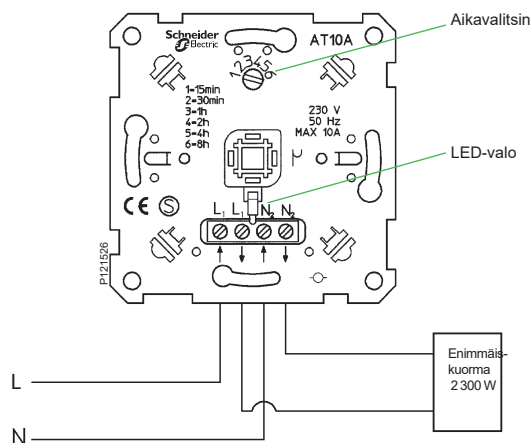 Aikavalitsin
Schneider
Electric
AT10A
1 2 3 4 5 6
1=15min
2=30min
3=1h
4=2h
5=4h
6=8h
230 V
50 Hz
MAX 10A
μ
LED-valo
CE S
L1 L1 N2 N2
P121526
Enimmäis-
kuorma
2 300 W
L
N